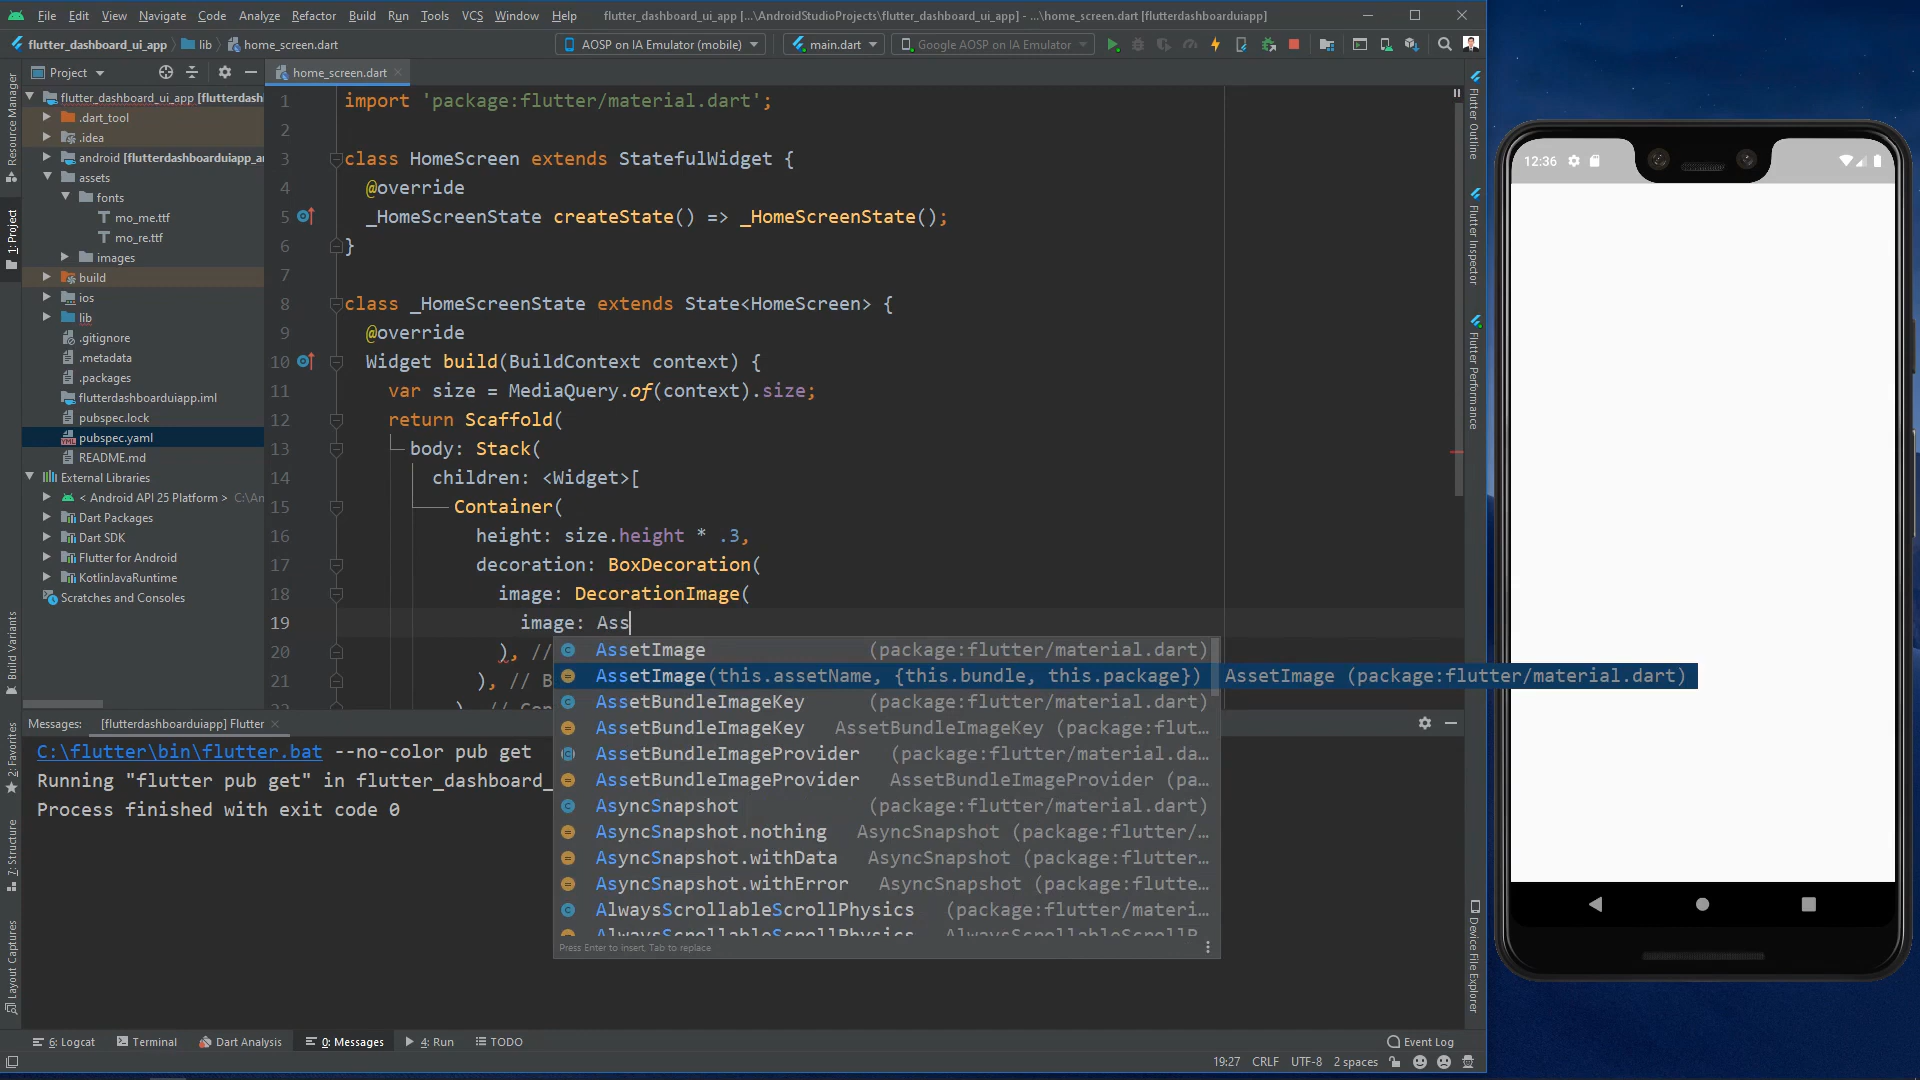 File Edit View Navigate Code Analyze Refactor Build Run Tools VCS Window Help flutter_dashboard_ui_app [...\AndroidStudioProjects\flutter_dashboard_ui_app] - ...\home_screen.dart [flutterdashboarduiapp]
flutter_dashboard_ui_app lib home_screen.dart AOSP on IA Emulator (mobile) main.dart Google AOSP on IA Emulator
Project home_screen.dart
flutter_dashboard_ui_app [flutterdash
.dart_tool
.idea
android [flutterdashboarduiapp_ar
assets
fonts
mo_me.ttf
mo_re.ttf
images
build
ios
lib
.gitignore
.metadata
.packages
flutterdashboarduiapp.iml
pubspec.lock
pubspec.yaml
README.md
External Libraries
< Android API 25 Platform > C:\An
Dart Packages
Dart SDK
Flutter for Android
KotlinJavaRuntime
Scratches and Consoles
Resource Manager
1: Project
Build Variants
2: Favorites
7: Structure
Layout Captures
1 import 'package:flutter/material.dart';
2
3 class HomeScreen extends StatefulWidget {
4 @override
5 _HomeScreenState createState() => _HomeScreenState();
6 }
7
8 class _HomeScreenState extends State<HomeScreen> {
9 @override
10 Widget build(BuildContext context) {
11 var size = MediaQuery.of(context).size;
12 return Scaffold(
13 body: Stack(
14 children: <Widget>[
15 Container(
16 height: size.height * .3,
17 decoration: BoxDecoration(
18 image: DecorationImage(
19 image: Ass
20 ), //
21 ), // B
), // Con
AssetImage (package:flutter/material.dart)
AssetImage(this.assetName, {this.bundle, this.package}) AssetImage (package:flutter/material.dart)
AssetBundleImageKey (package:flutter/material.dart)
AssetBundleImageKey AssetBundleImageKey (package:flut...
AssetBundleImageProvider (package:flutter/material.da...
AssetBundleImageProvider AssetBundleImageProvider (pa...
AsyncSnapshot (package:flutter/material.dart)
AsyncSnapshot.nothing AsyncSnapshot (package:flutter/...
AsyncSnapshot.withData AsyncSnapshot (package:flutter...
AsyncSnapshot.withError AsyncSnapshot (package:flutte...
AlwaysScrollableScrollPhysics (package:flutter/materi...
AlwaysScrollableScrollPhysics AlwaysScrollableScrollP...
Press Enter to insert, Tab to replace
Messages: [flutterdashboarduiapp] Flutter
C:\flutter\bin\flutter.bat --no-color pub get
Running "flutter pub get" in flutter_dashboard_
Process finished with exit code 0
6: Logcat Terminal Dart Analysis 0: Messages 4: Run TODO Event Log
19:27 CRLF UTF-8 2 spaces
Flutter Outline
Flutter Inspector
Flutter Performance
Device File Explorer
12:36